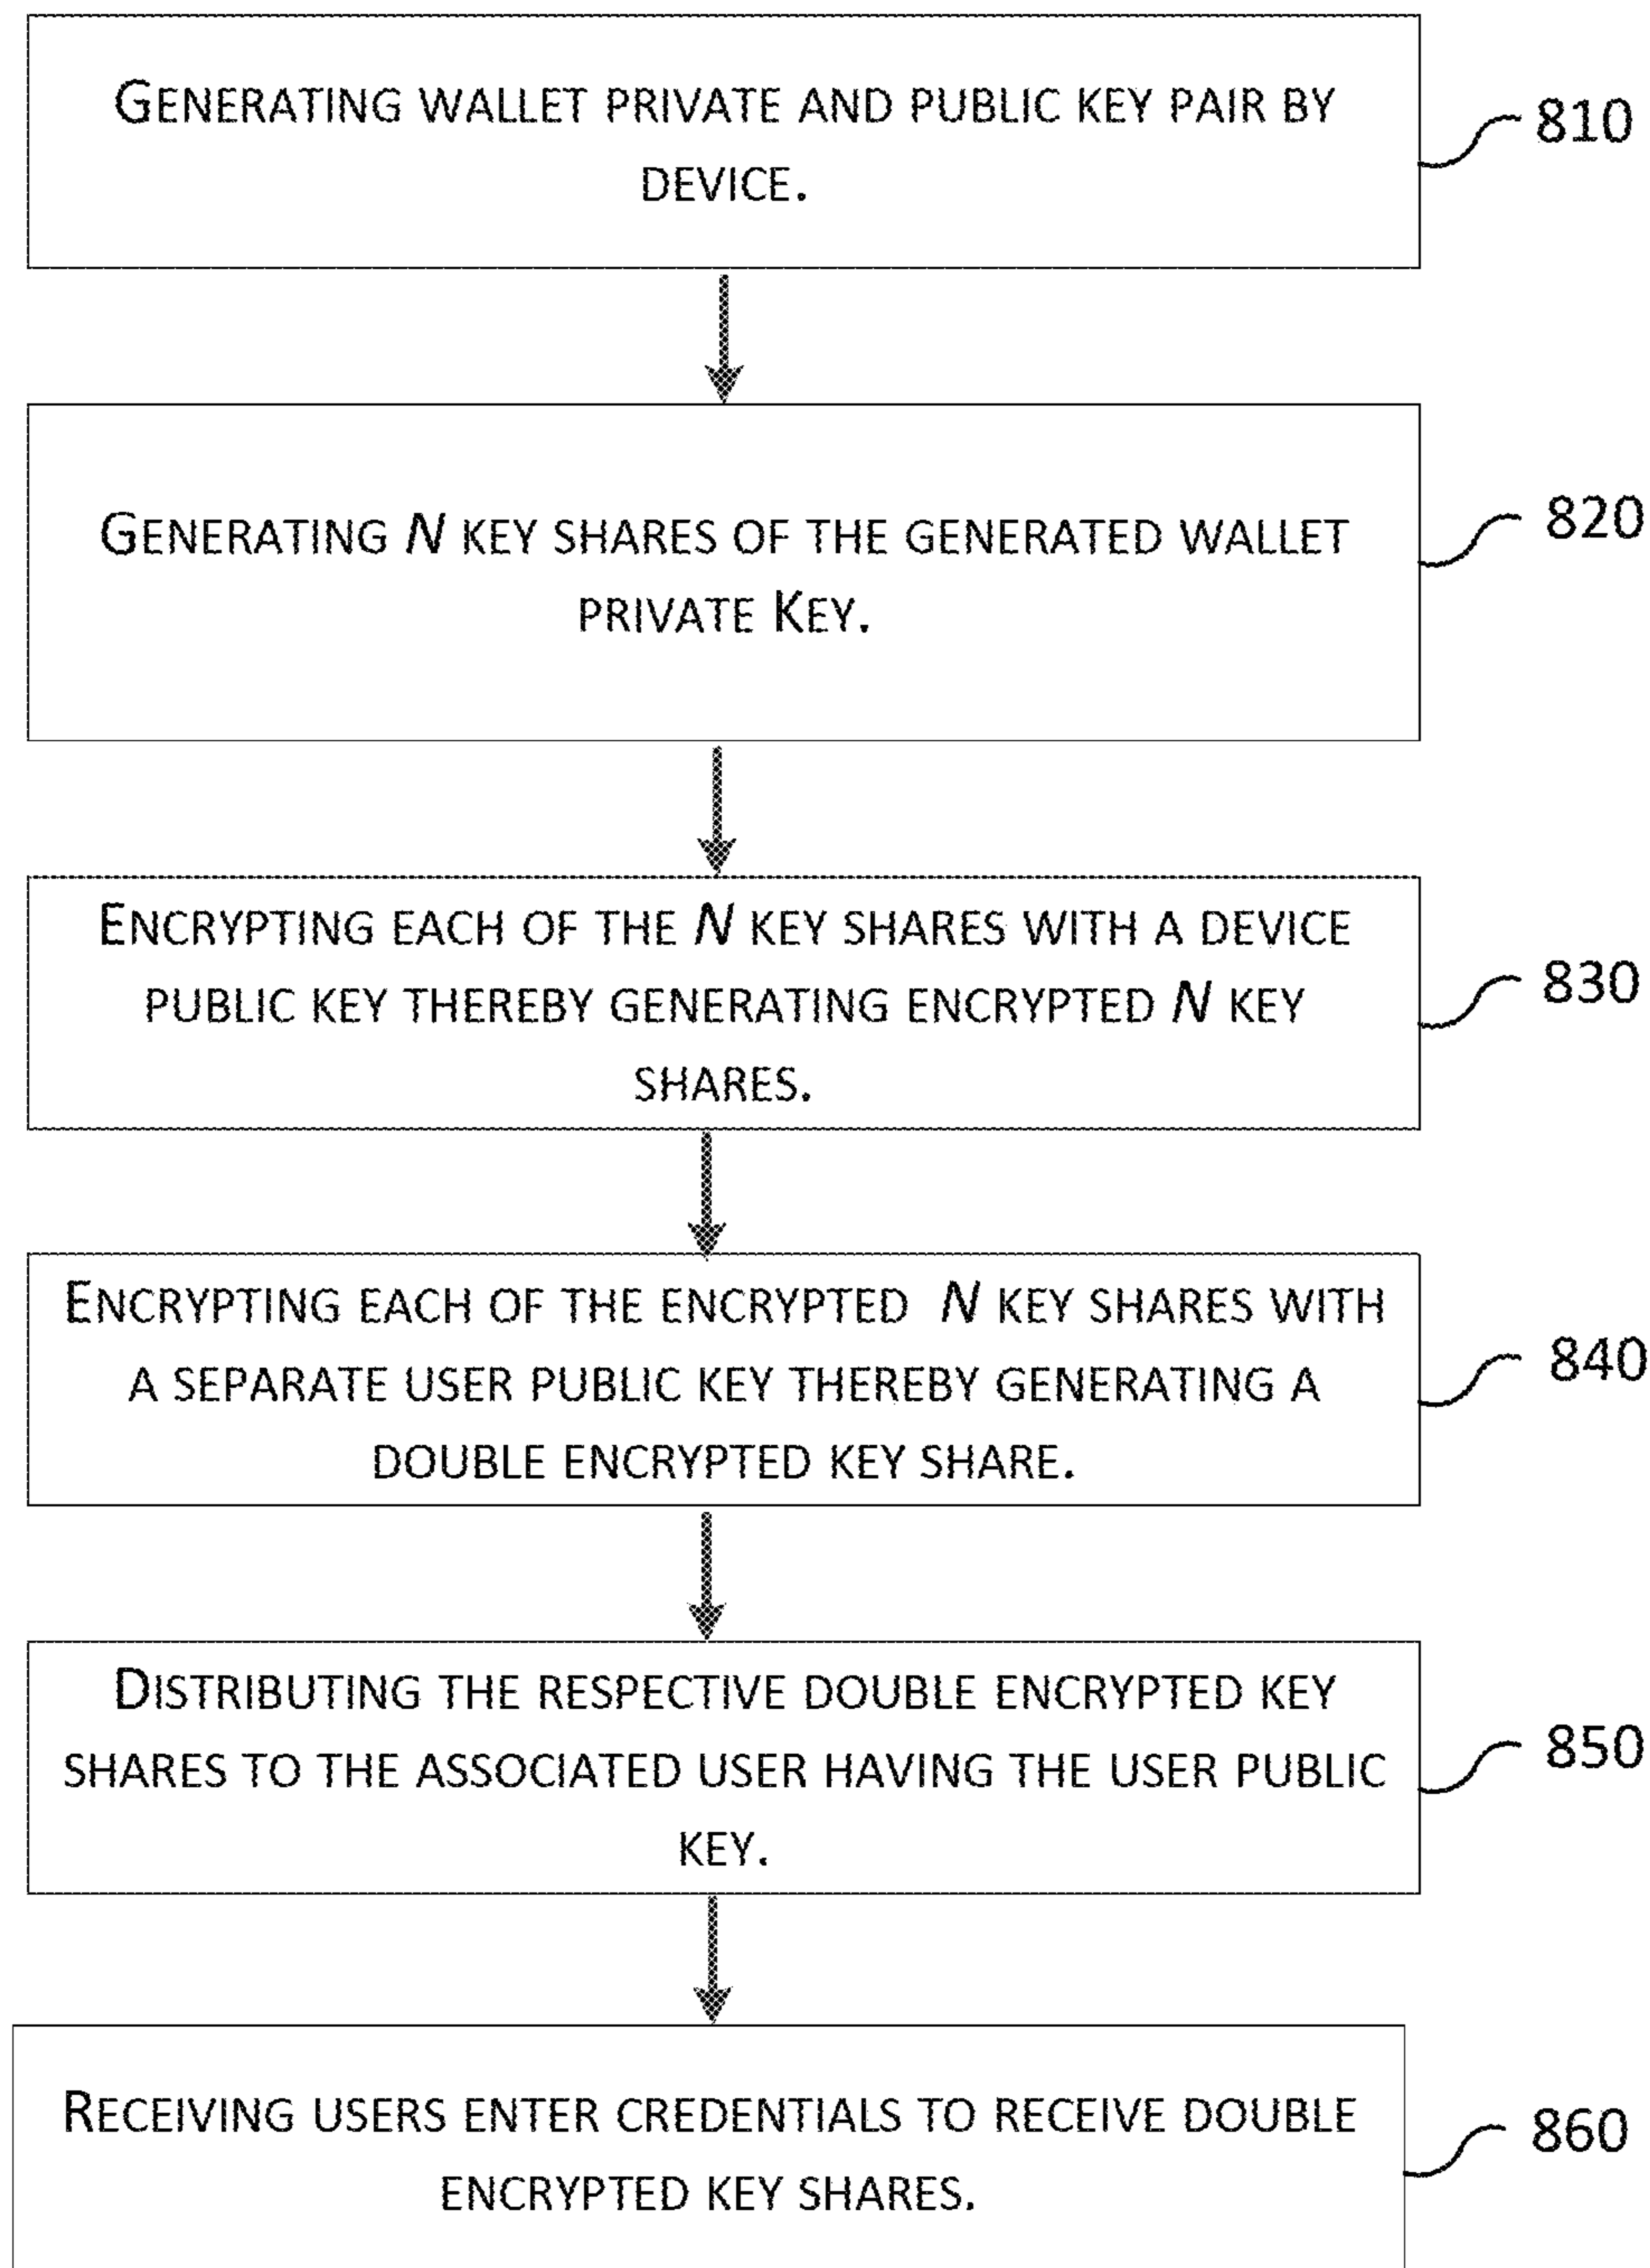 GENERATING WALLET PRIVATE AND PUBLIC KEY PAIR BY
DEVICE.
810
GENERATING N KEY SHARES OF THE GENERATED WALLET
PRIVATE KEY.
820
ENCRYPTING EACH OF THE N KEY SHARES WITH A DEVICE
PUBLIC KEY THEREBY GENERATING ENCRYPTED N KEY
SHARES.
830
ENCRYPTING EACH OF THE ENCRYPTED N KEY SHARES WITH
A SEPARATE USER PUBLIC KEY THEREBY GENERATING A
DOUBLE ENCRYPTED KEY SHARE.
840
DISTRIBUTING THE RESPECTIVE DOUBLE ENCRYPTED KEY
SHARES TO THE ASSOCIATED USER HAVING THE USER PUBLIC
KEY.
850
RECEIVING USERS ENTER CREDENTIALS TO RECEIVE DOUBLE
ENCRYPTED KEY SHARES.
860